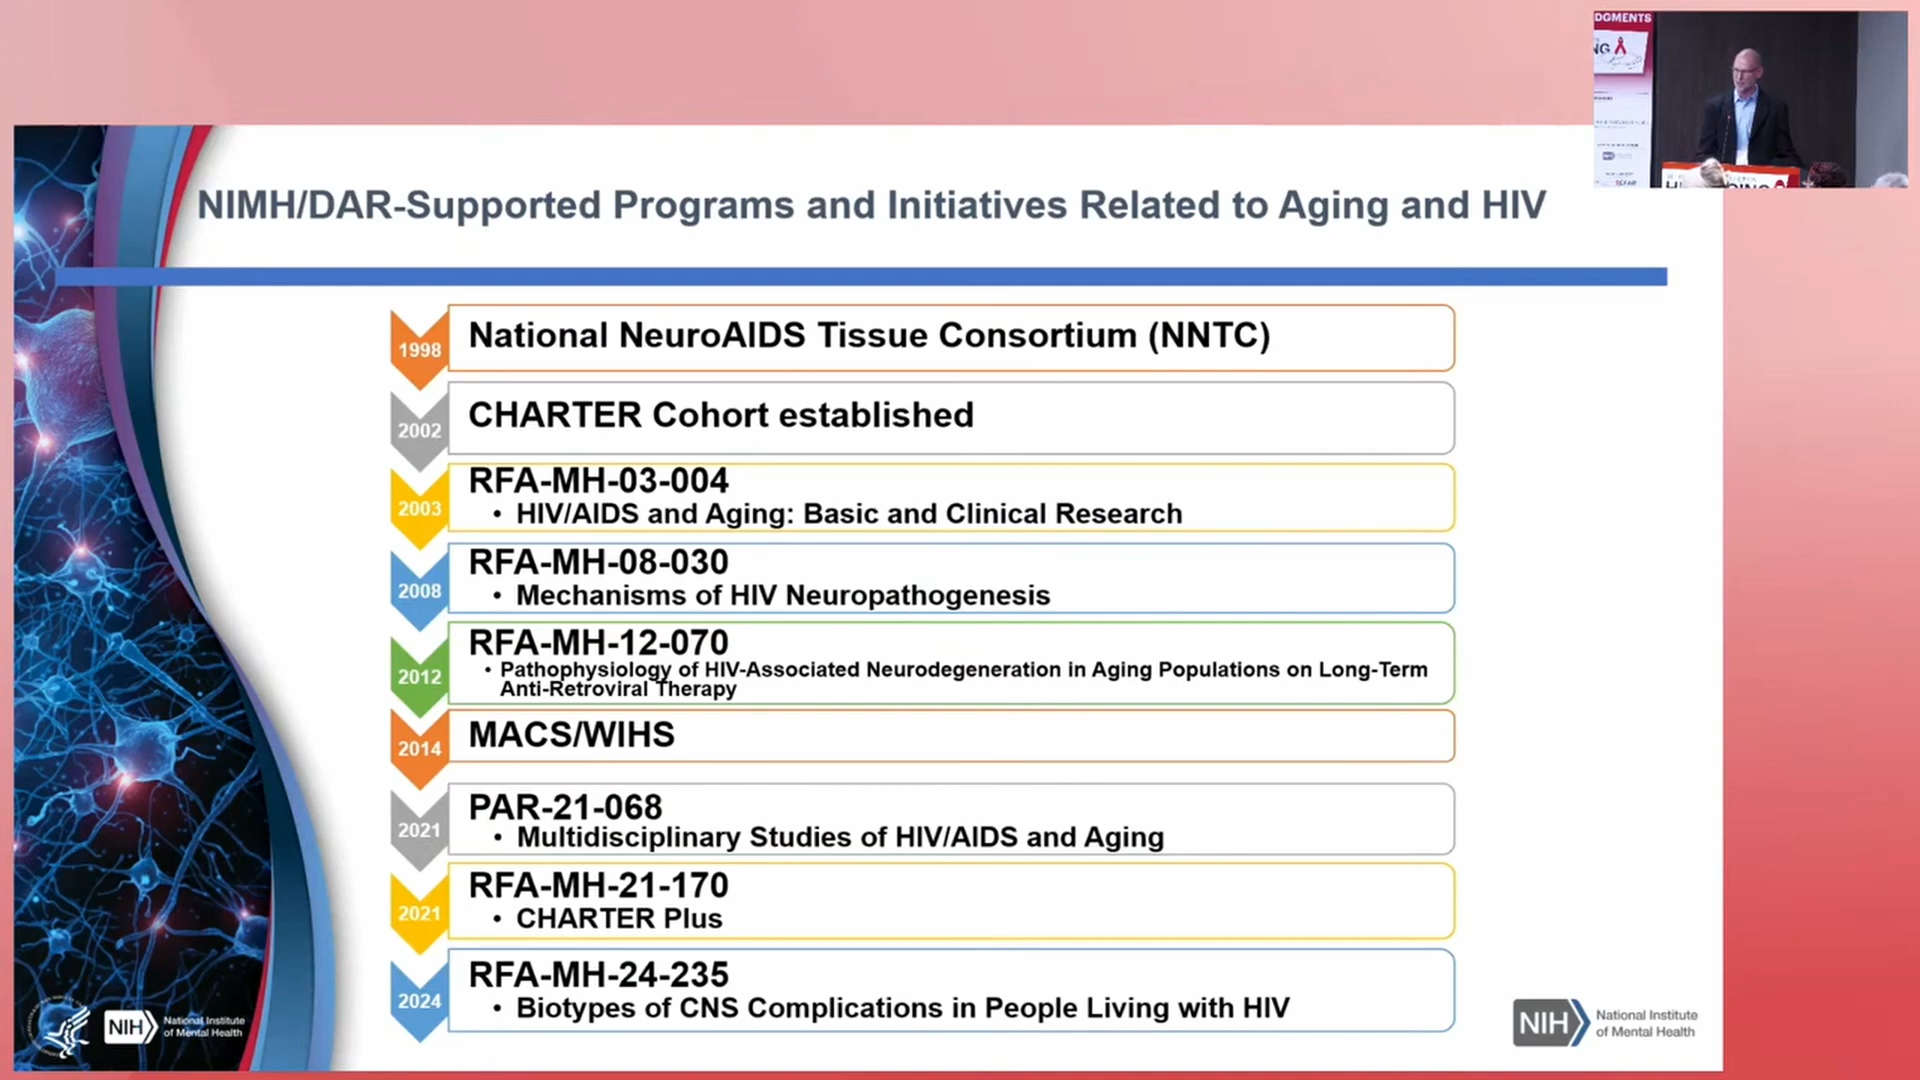 DGMENTS
NG
NIMH/DAR-Supported Programs and Initiatives Related to Aging and HIV
1998
National NeuroAIDS Tissue Consortium (NNTC)
2002
CHARTER Cohort established
2003
RFA-MH-03-004
• HIV/AIDS and Aging: Basic and Clinical Research
2008
RFA-MH-08-030
• Mechanisms of HIV Neuropathogenesis
2012
RFA-MH-12-070
• Pathophysiology of HIV-Associated Neurodegeneration in Aging Populations on Long-Term
Anti-Retroviral Therapy
2014
MACS/WIHS
2021
PAR-21-068
• Multidisciplinary Studies of HIV/AIDS and Aging
2021
RFA-MH-21-170
• CHARTER Plus
2024
RFA-MH-24-235
• Biotypes of CNS Complications in People Living with HIV
NIH
National Institute
of Mental Health
NIH
National Institute
of Mental Health